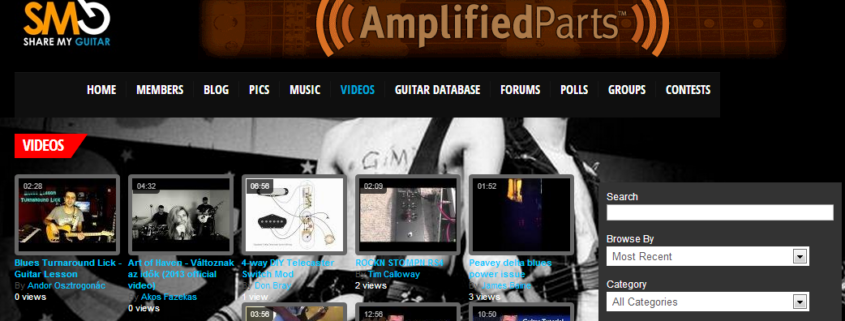 SMG
SHARE MY GUITAR
AmplifiedParts™
HOME MEMBERS BLOG PICS MUSIC VIDEOS GUITAR DATABASE FORUMS POLLS GROUPS CONTESTS
VIDEOS
02:28
Blues Turnaround Lick
Blues Turnaround Lick -
Guitar Lesson
By Andor Osztrogonác
0 views
04:32
Art of Raven - Változnak
az idők (2013 official
video)
By Akos Fazekas
0 views
06:56
4-way DIY Telecaster
Switch Mod
By Don Bray
1 view
02:09
ROCKN STOMPN RS4
By Tim Calloway
2 views
01:52
Peavey delta blues
power issue
By James
3 views
03:56
12:56
10:50
Search
Browse By
Most Recent
Category
All Categories